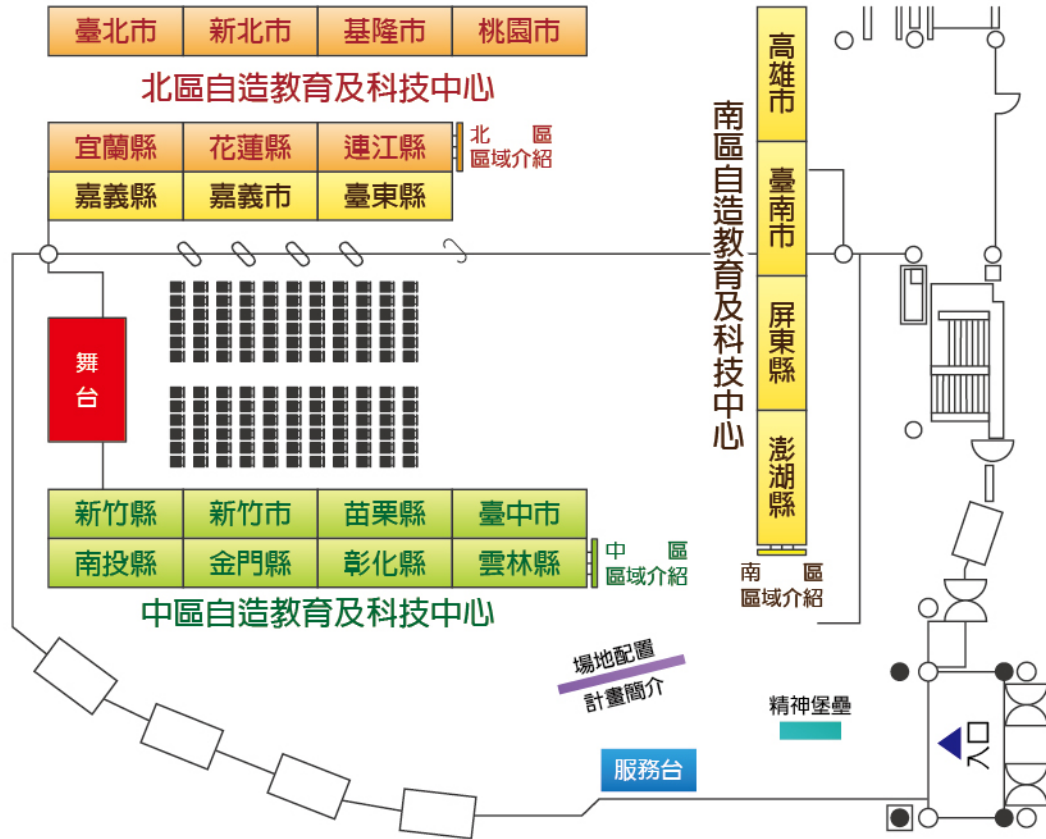 臺北市 新北市 基隆市 桃園市
北區自造教育及科技中心
宜蘭縣 花蓮縣 連江縣
北區
區域介紹
嘉義縣 嘉義市 臺東縣
高雄市
臺南市
屏東縣
澎湖縣
南區自造教育及科技中心
南區
區域介紹
舞台
新竹縣 新竹市 苗栗縣 臺中市
南投縣 金門縣 彰化縣 雲林縣
中區
區域介紹
中區自造教育及科技中心
場地配置
計畫簡介
精神堡壘
服務台
入口